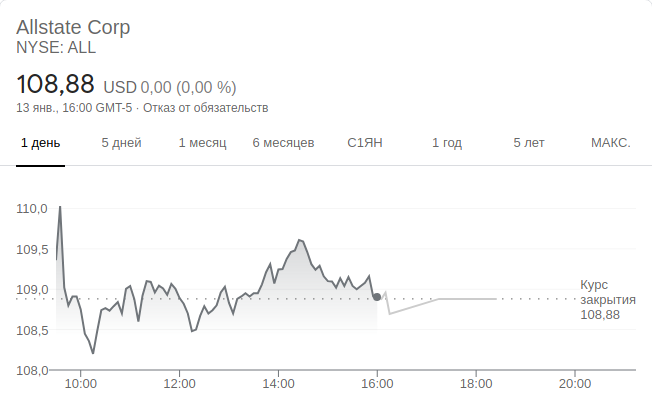 Allstate Corp
NYSE: ALL
108,88 USD 0,00 (0,00 %)
13 янв., 16:00 GMT-5 · Отказ от обязательств
1 день 5 дней 1 месяц 6 месяцев С1ЯН 1 год 5 лет МАКС.
110,0
109,5
109,0
108,5
108,0
Курс
закрытия
108,88
10:00 12:00 14:00 16:00 18:00 20:00